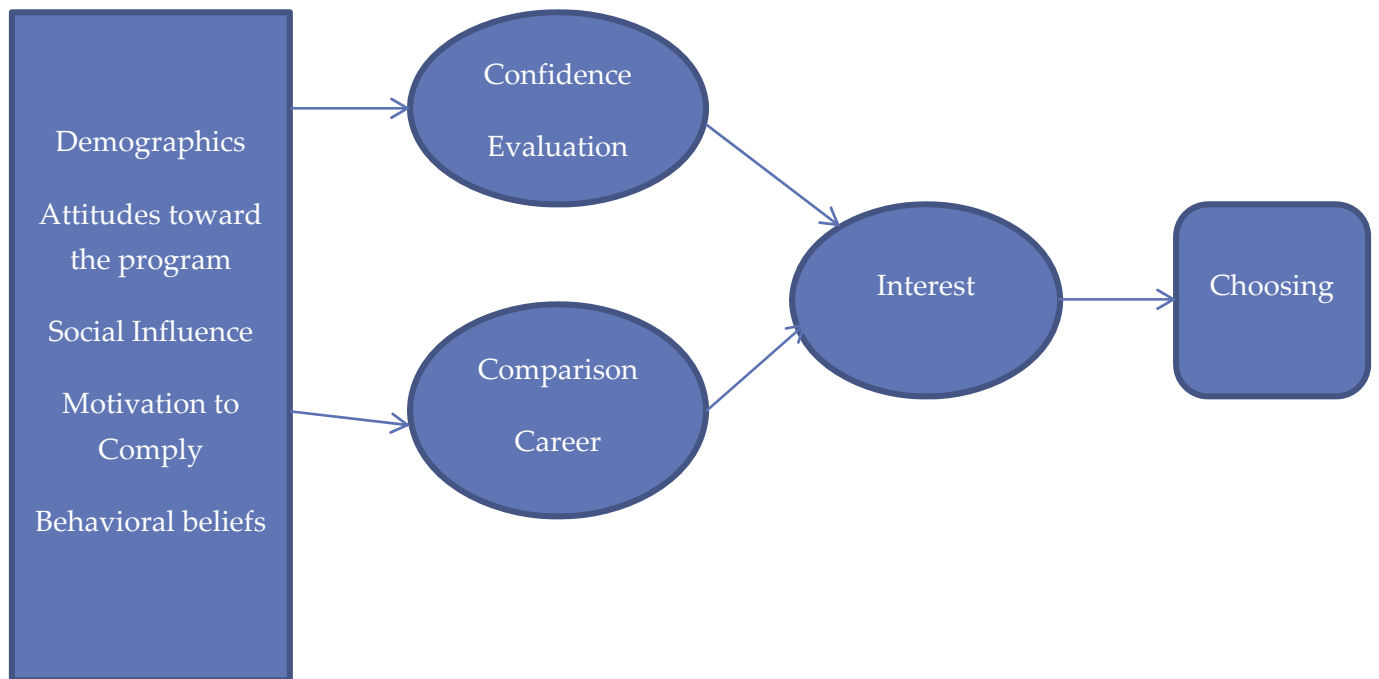 Demographics
Attitudes toward
the program
Social Influence
Motivation to
Comply
Behavioral beliefs
Confidence
Evaluation
Comparison
Career
Interest
Choosing